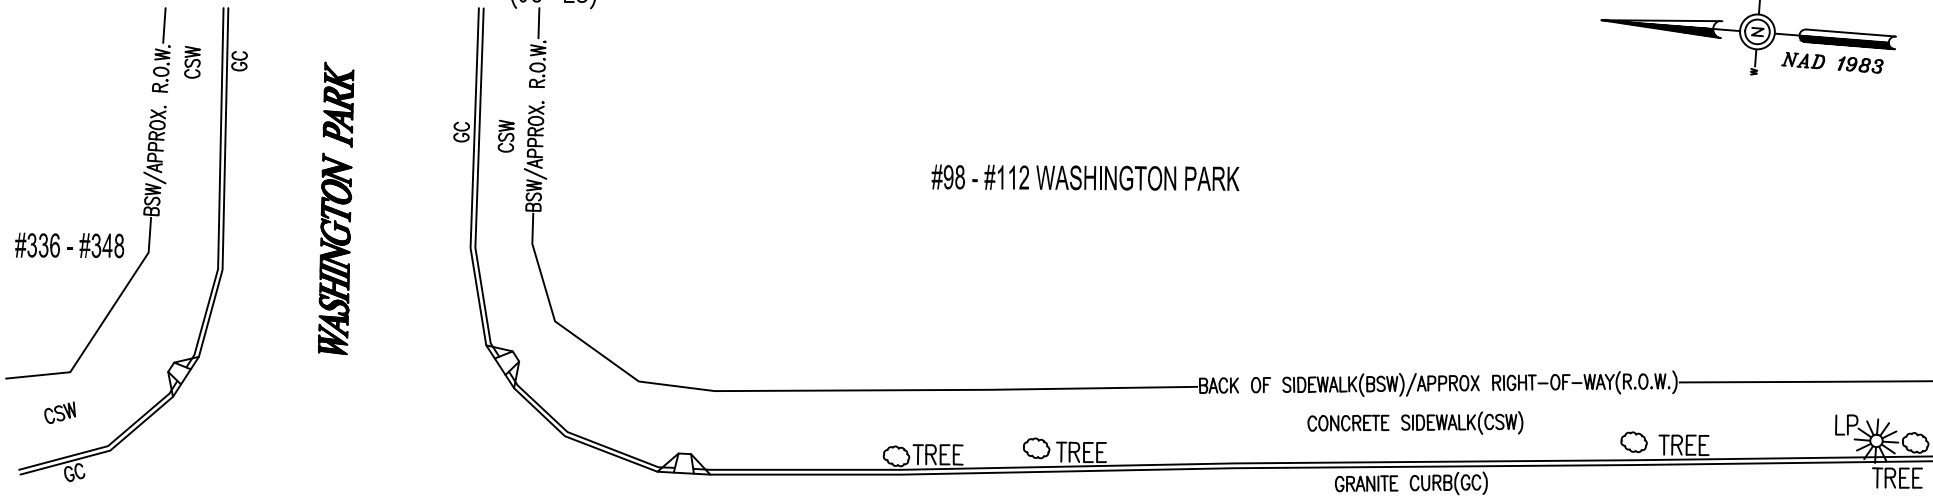 BSW/APPROX. R.O.W.
CSW
GC
WASHINGTON PARK
GC
CSW
BSW/APPROX. R.O.W.
N
W
NAD 1983
#98 - #112 WASHINGTON PARK
#336 - #348
BACK OF SIDEWALK(BSW)/APPROX RIGHT-OF-WAY(R.O.W.)
CSW
CONCRETE SIDEWALK(CSW)
LP
TREE
TREE
TREE
TREE
GC
GRANITE CURB(GC)